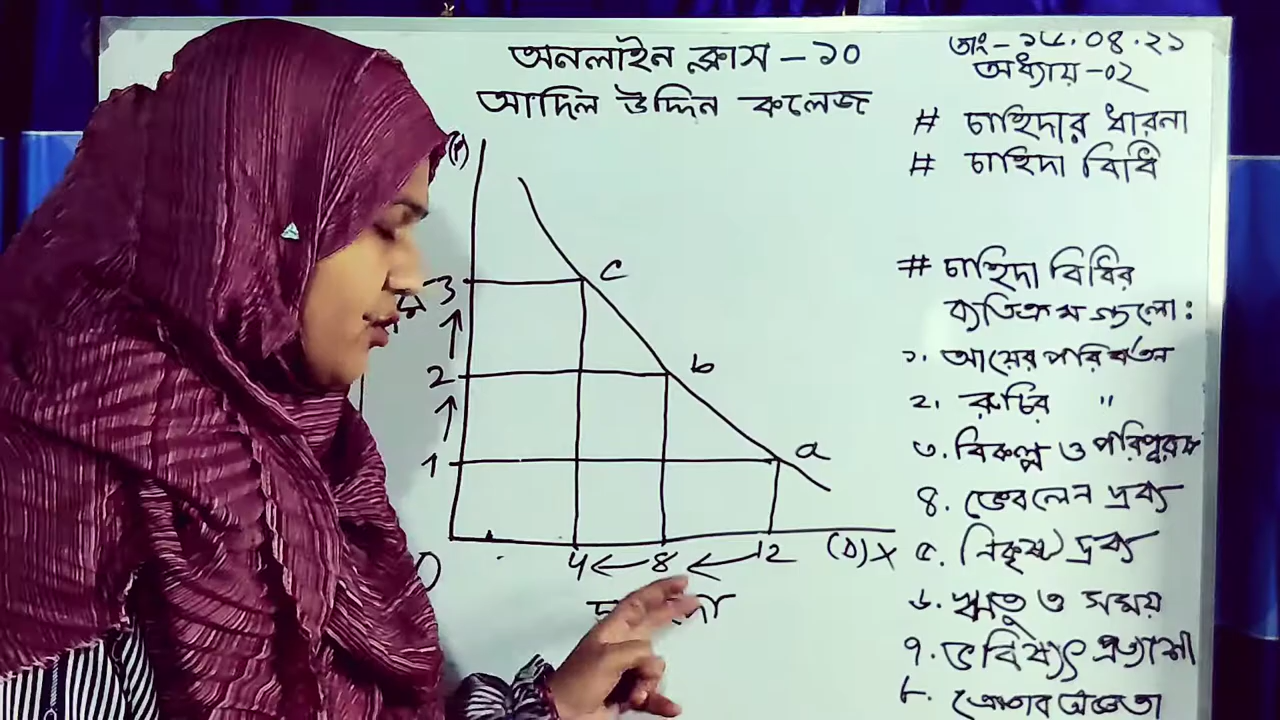 অনলাইন ক্লাস - ১০
আদিল উদ্দিন কলেজ
তাং - ১৮.০৪.২১
অধ্যায় - ০২
# চাহিদার ধারনা
# চাহিদা বিধি
# চাহিদা বিধির
ব্যতিক্রম গুলো:
১. আয়ের পরিবর্তন
২. রুচির "
৩. বিকল্প ও পরিপূরক
৪. ভেবলেন দ্রব্য
৫. নিকৃষ্ট দ্রব্য
৬. ঋতু ও সময়
৭. ভবিষ্যৎ প্রত্যাশা
৮. ক্রেতার অজ্ঞতা
(P)
3 c
2 b
1 a
0 4 ← 8 ← 12 (D) X